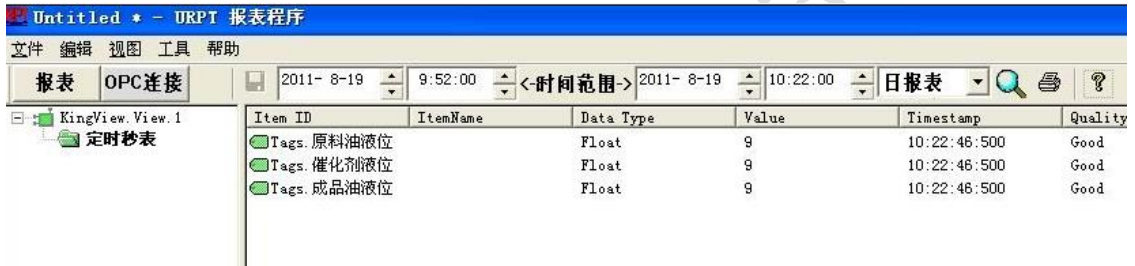 Untitled * - URPT 报表程序
文件 编辑 视图 工具 帮助
报表 OPC连接 2011- 8-19 9:52:00 <-时间范围-> 2011- 8-19 10:22:00 日报表
KingView.View.1
定时秒表
Item ID ItemName Data Type Value Timestamp Quality
Tags.原料油液位 Float 9 10:22:46:500 Good
Tags.催化剂液位 Float 9 10:22:46:500 Good
Tags.成品油液位 Float 9 10:22:46:500 Good